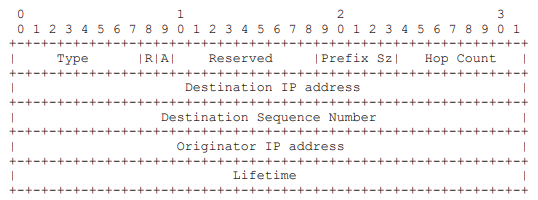 0                   1                   2                   3
0 1 2 3 4 5 6 7 8 9 0 1 2 3 4 5 6 7 8 9 0 1 2 3 4 5 6 7 8 9 0 1
+-+-+-+-+-+-+-+-+-+-+-+-+-+-+-+-+-+-+-+-+-+-+-+-+-+-+-+-+-+-+-+-+
|     Type      |R|A|    Reserved     |Prefix Sz|   Hop Count   |
+-+-+-+-+-+-+-+-+-+-+-+-+-+-+-+-+-+-+-+-+-+-+-+-+-+-+-+-+-+-+-+-+
|                     Destination IP address                    |
+-+-+-+-+-+-+-+-+-+-+-+-+-+-+-+-+-+-+-+-+-+-+-+-+-+-+-+-+-+-+-+-+
|                  Destination Sequence Number                  |
+-+-+-+-+-+-+-+-+-+-+-+-+-+-+-+-+-+-+-+-+-+-+-+-+-+-+-+-+-+-+-+-+
|                    Originator IP address                      |
+-+-+-+-+-+-+-+-+-+-+-+-+-+-+-+-+-+-+-+-+-+-+-+-+-+-+-+-+-+-+-+-+
|                           Lifetime                            |
+-+-+-+-+-+-+-+-+-+-+-+-+-+-+-+-+-+-+-+-+-+-+-+-+-+-+-+-+-+-+-+-+